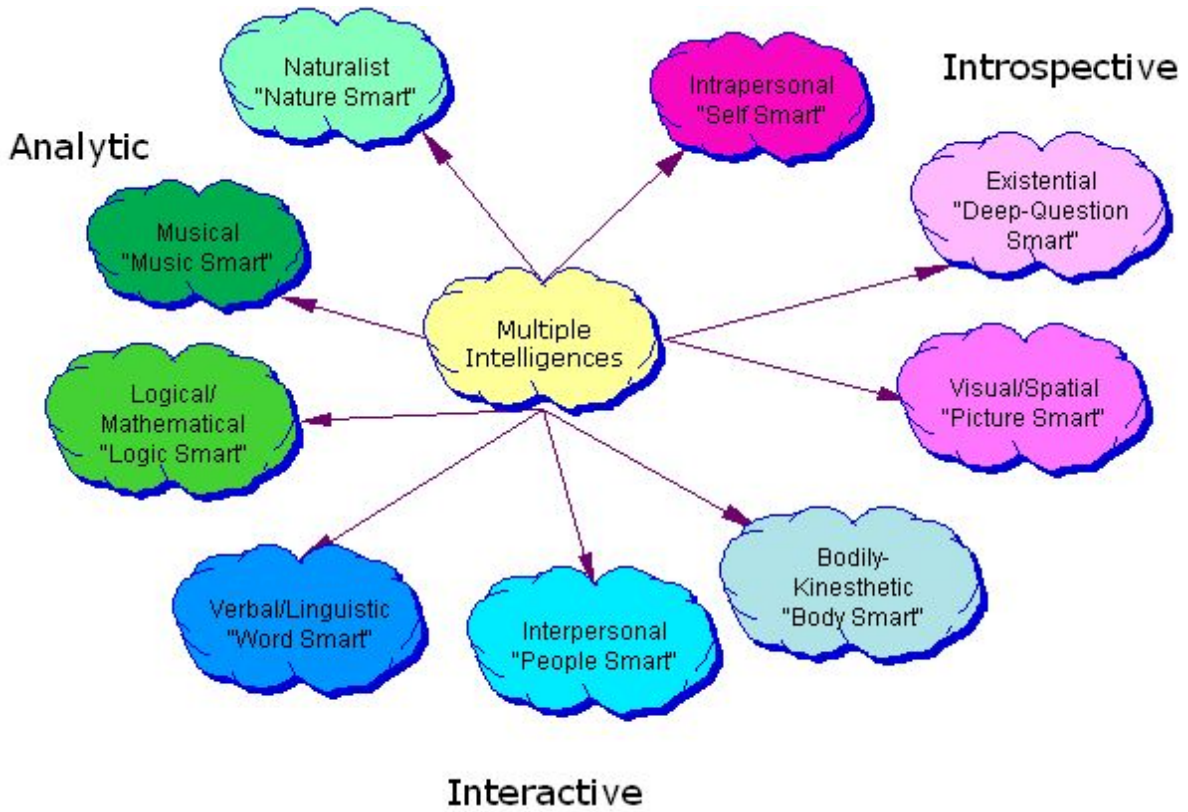 Naturalist
"Nature Smart"
Intrapersonal
"Self Smart"
Introspective
Analytic
Existential
"Deep-Question
Smart"
Musical
"Music Smart"
Multiple
Intelligences
Logical/
Mathematical
"Logic Smart"
Visual/Spatial
"Picture Smart"
Bodily-
Kinesthetic
"Body Smart"
Verbal/Linguistic
"Word Smart"
Interpersonal
"People Smart"
Interactive